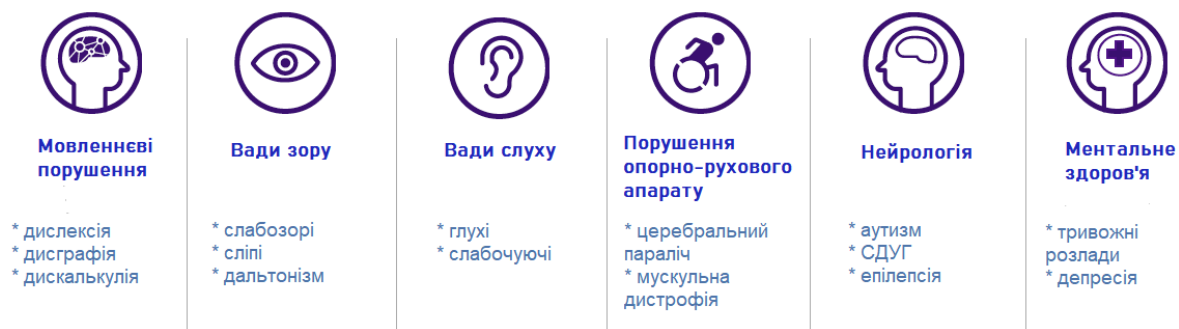 Мовленнєві
порушення
* дислексія
* дисграфія
* дискалькулія
Вади зору
* слабозорі
* сліпі
* дальтонізм
Вади слуху
* глухі
* слабочуючі
Порушення
опорно-рухового
апарату
* церебральний
параліч
* мускульна
дистрофія
Нейрологія
* аутизм
* СДУГ
* епілепсія
Ментальне
здоров'я
* тривожні
розлади
* депресія